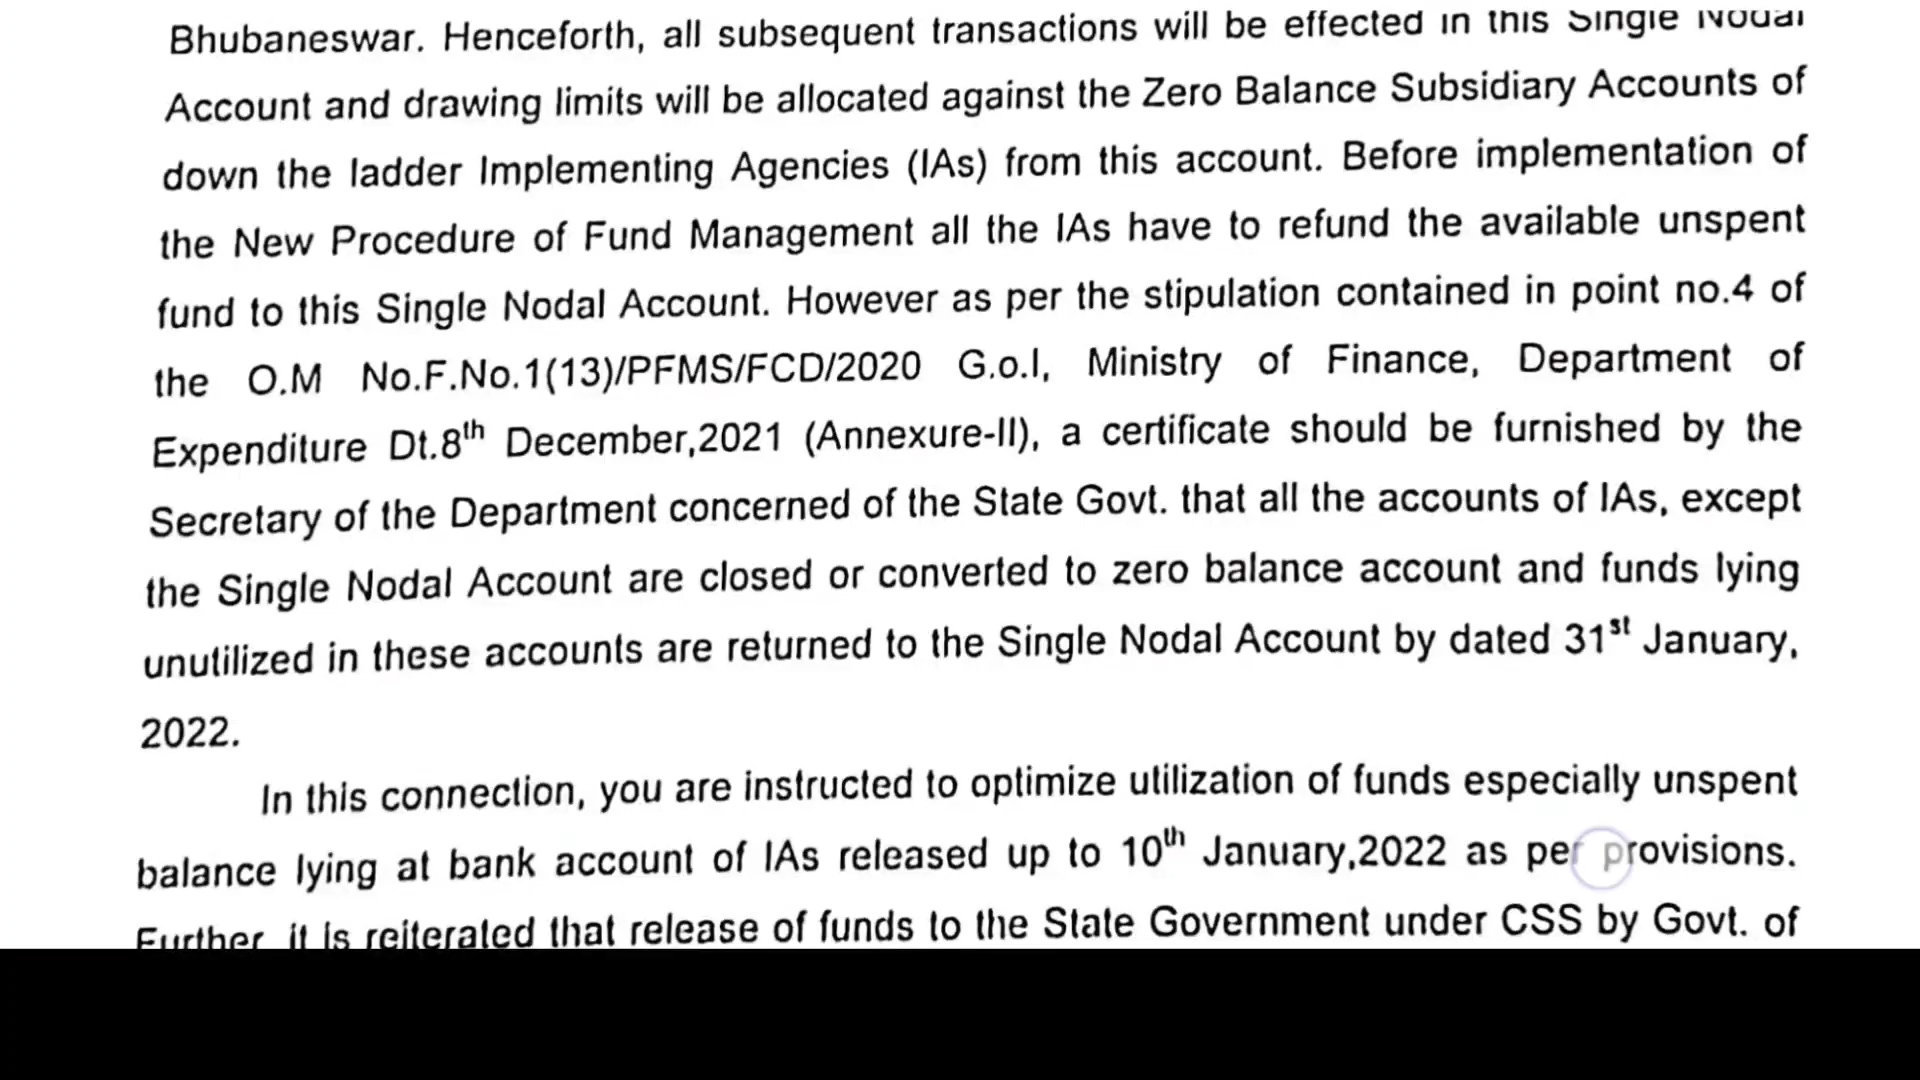 Bhubaneswar. Henceforth, all subsequent transactions will be effected in this Single Nodal
Account and drawing limits will be allocated against the Zero Balance Subsidiary Accounts of
down the ladder Implementing Agencies (IAs) from this account. Before implementation of
the New Procedure of Fund Management all the IAs have to refund the available unspent
fund to this Single Nodal Account. However as per the stipulation contained in point no.4 of
the O.M No.F.No.1(13)/PFMS/FCD/2020 G.o.I, Ministry of Finance, Department of
Expenditure Dt.8th December,2021 (Annexure-II), a certificate should be furnished by the
Secretary of the Department concerned of the State Govt. that all the accounts of IAs, except
the Single Nodal Account are closed or converted to zero balance account and funds lying
unutilized in these accounts are returned to the Single Nodal Account by dated 31st January,
2022.
In this connection, you are instructed to optimize utilization of funds especially unspent
balance lying at bank account of IAs released up to 10th January,2022 as per provisions.
Further, it is reiterated that release of funds to the State Government under CSS by Govt. of